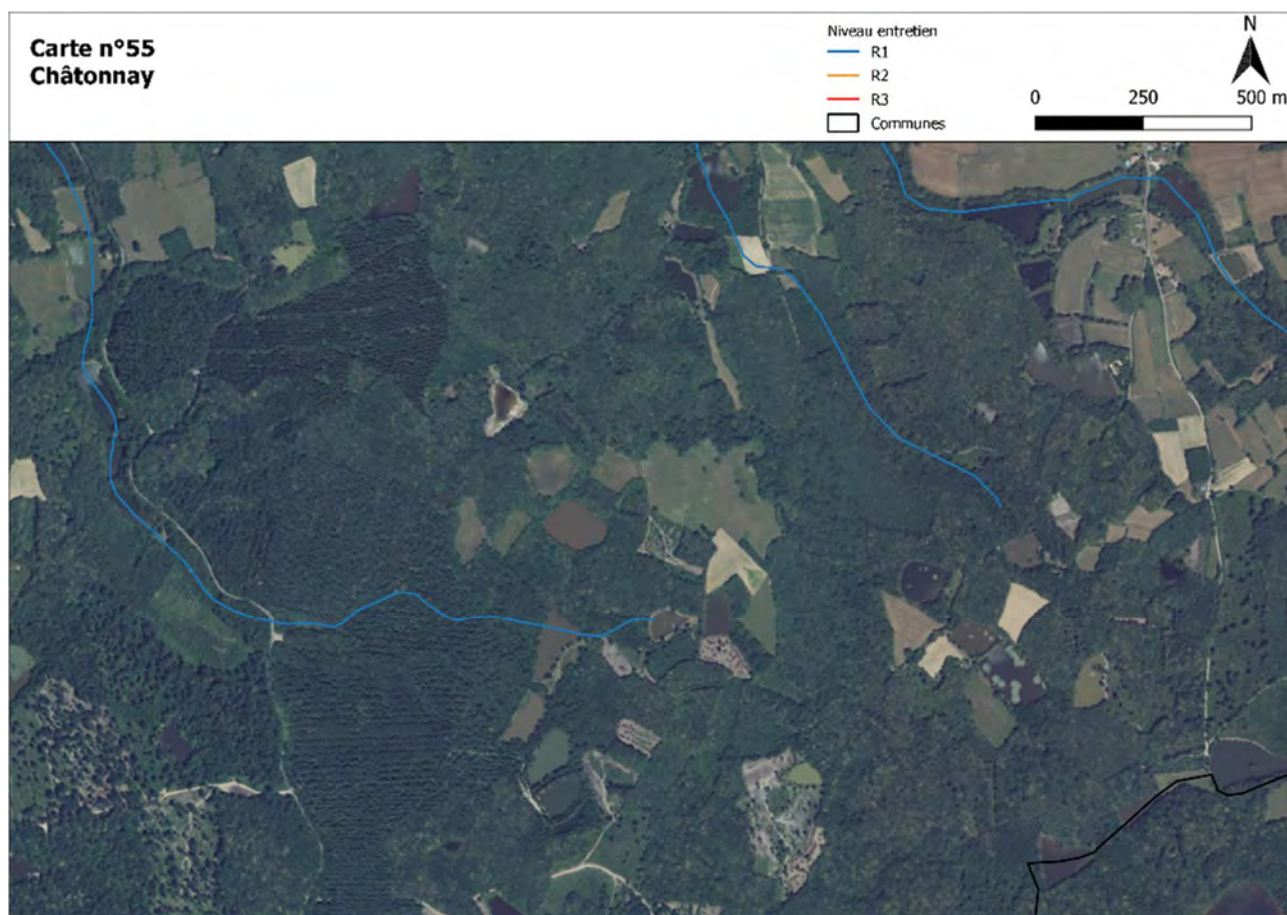 Carte n°55
Châtonnay
Niveau entretien
R1
R2
R3
Communes
N
0 250 500 m